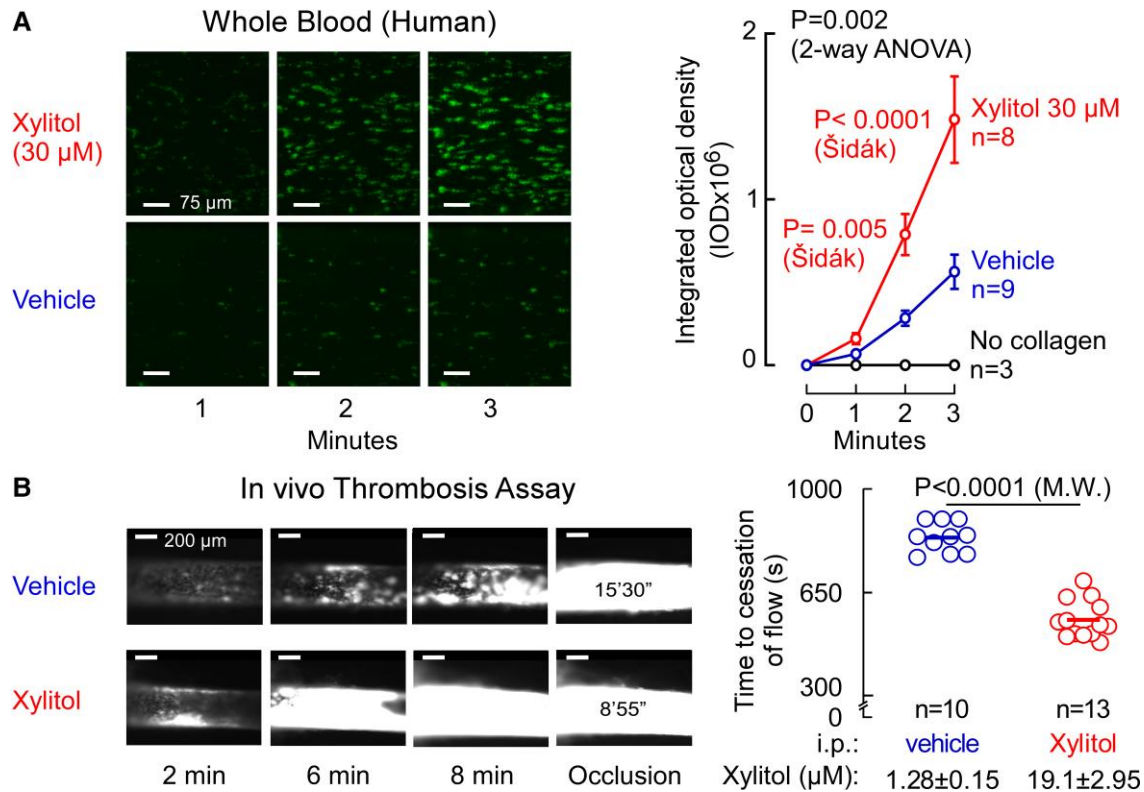 A
Whole Blood (Human)
Xylitol
(30 µM)
75 µm
Vehicle
1
2
3
Minutes
P=0.002
(2-way ANOVA)
2
1
0
Integrated optical density
(IODx10⁶)
P< 0.0001
(Šidák)
Xylitol 30 µM
n=8
P= 0.005
(Šidák)
Vehicle
n=9
No collagen
n=3
0 1 2 3
Minutes
B
In vivo Thrombosis Assay
Vehicle
200 µm
15’30”
Xylitol
8’55”
2 min
6 min
8 min
Occlusion
P<0.0001 (M.W.)
1000
650
300
0
Time to cessation
of flow (s)
n=10
n=13
i.p.: vehicle Xylitol
Xylitol (µM): 1.28±0.15 19.1±2.95